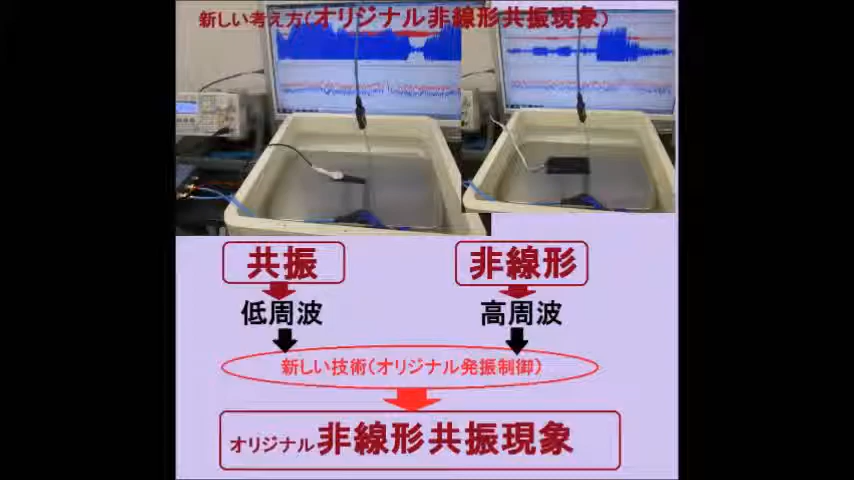 新しい考え方(オリジナル非線形共振現象)
共振
非線形
低周波
高周波
新しい技術(オリジナル発振制御)
オリジナル非線形共振現象